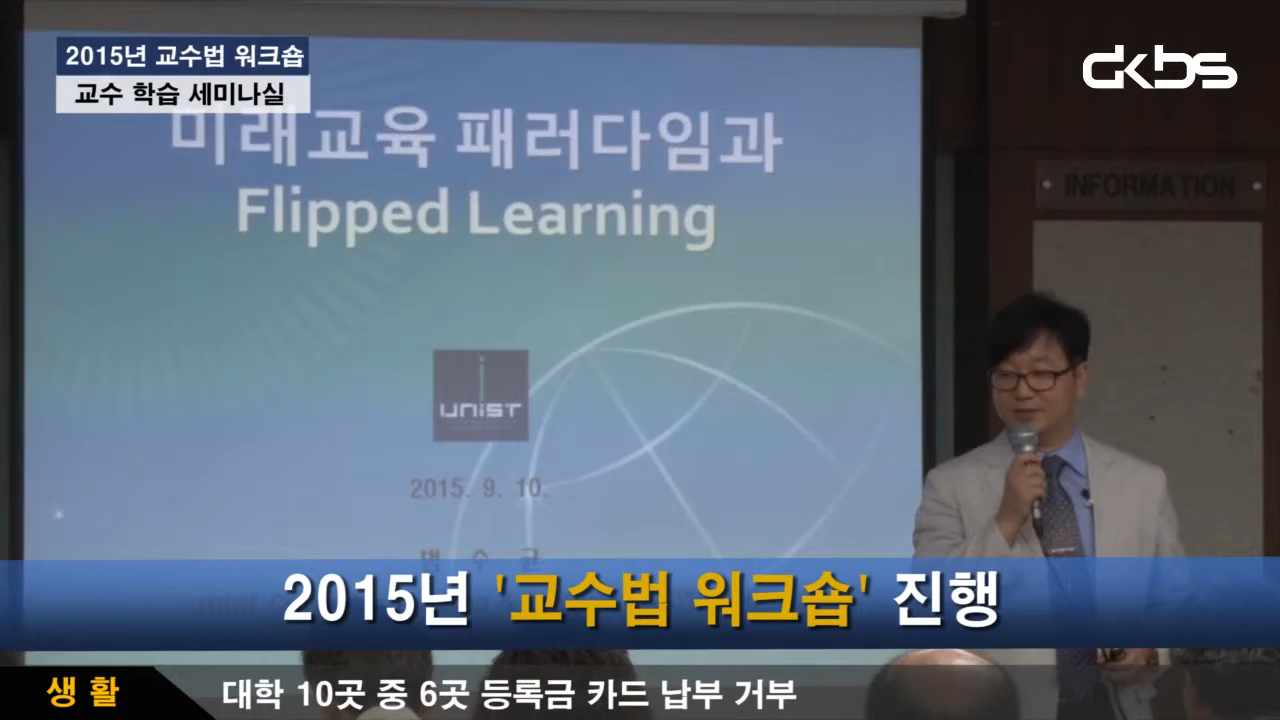 2015년 교수법 워크숍
교수 학습 세미나실
dkbs
미래교육 패러다임과
Flipped Learning
INFORMATION
UNIST
2015. 9. 10.
범 수 균
2015년 '교수법 워크숍' 진행
생 활
대학 10곳 중 6곳 등록금 카드 납부 거부